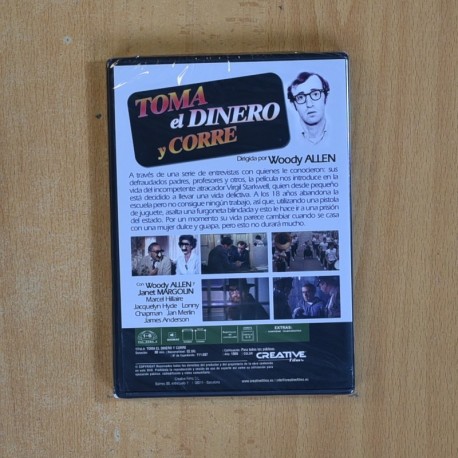 TOMA
el DINERO
y CORRE
Dirigida por Woody ALLEN
A través de una serie de entrevistas con quienes le conocieron: sus
defraudados padres, profesores y otros, la película nos introduce en la
vida del incompetente atracador Virgil Starkwell, quien desde pequeño
está decidido a llevar una vida delictiva. A los 18 años abandona la
escuela pero no consigue ningún trabajo, así que, utilizando una pistola
de juguete, asalta una furgoneta blindada y esto le hace ir a una prisión
del estado. Por un momento su vida parece cambiar cuando se casa
con una mujer dulce y guapa, pero esto no durará mucho.
con Woody ALLEN y
Janet MARGOLIN
Marcel Hillaire
Jacquelyn Hyde Lonny
Chapman Jan Merlin
James Anderson
EXTRAS:
TOMA EL DINERO Y CORRE
CREATIVE
films